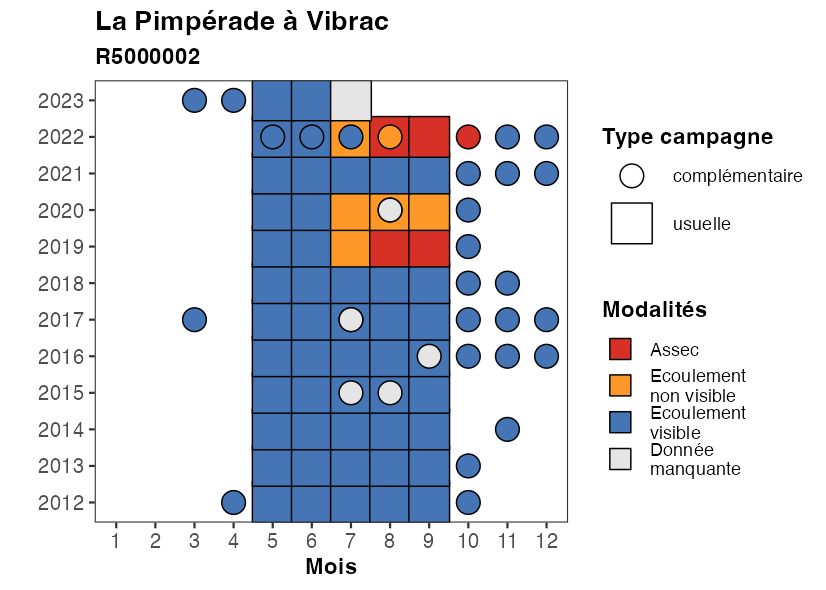 La Pimpérade à Vibrac
R5000002
2023
2022
2021
2020
2019
2018
2017
2016
2015
2014
2013
2012
1 2 3 4 5 6 7 8 9 10 11 12
Mois
Type campagne
complémentaire
usuelle
Modalités
Assec
Ecoulement
non visible
Ecoulement
visible
Donnée
manquante